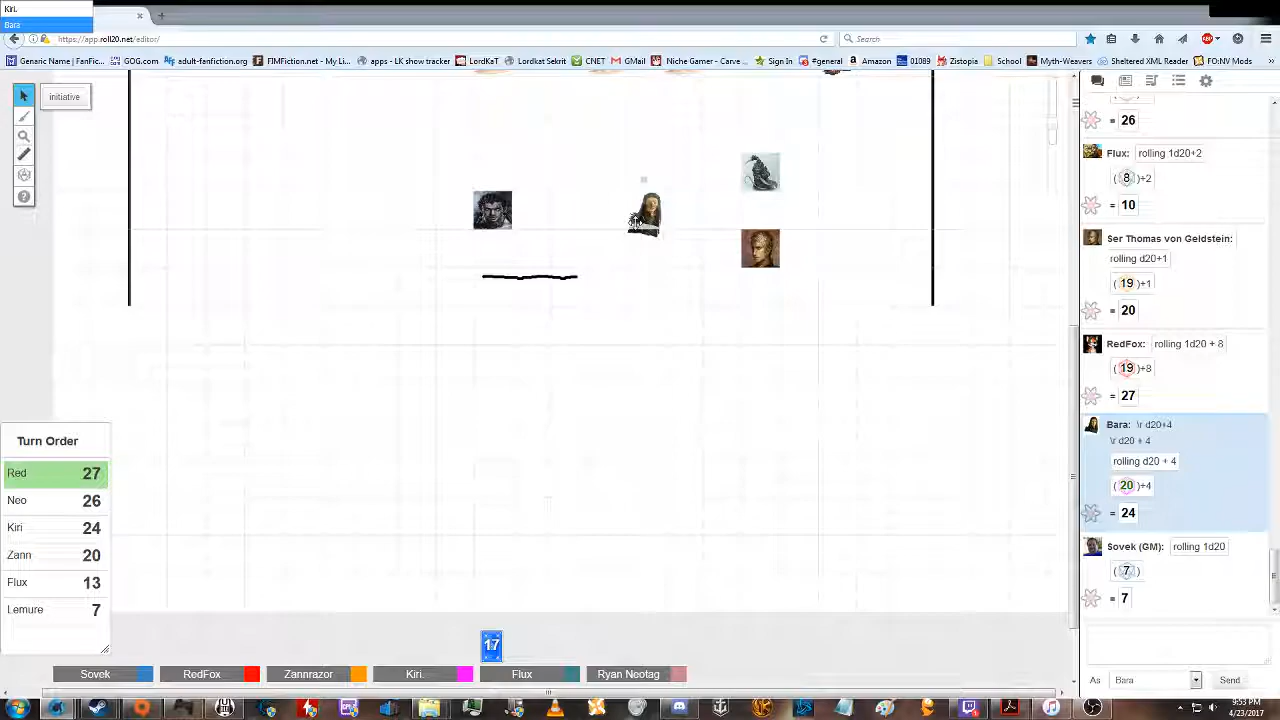 Kiri.
Bara
https://app.roll20.net/editor/
Search
Generic Name | FanFic...
GOG.com
adult-fanfiction.org
FIMFiction.net - My Li...
apps - LK show tracker
LordKaT
Lordkat Sekrit
CNET
GMail
Niche Gamer - Carve ...
Sign In
#general
Amazon
01089
Zistopia
School
Myth-Weavers
Sheltered XML Reader
FO:NV Mods
initiative
= 26
Flux: rolling 1d20+2
(8)+2
= 10
Ser Thomas von Geldstein:
rolling d20+1
(19)+1
= 20
RedFox: rolling 1d20 + 8
(19)+8
= 27
Bara: \r d20+4
\r d20 + 4
rolling d20 + 4
(20)+4
= 24
Sovek (GM): rolling 1d20
(7)
= 7
Turn Order
Red 27
Neo 26
Kiri 24
Zann 20
Flux 13
Lemure 7
17
Sovek
RedFox
Zannrazor
Kiri.
Flux
Ryan Neotag
As Bara Send
9:53 PM
4/23/2017